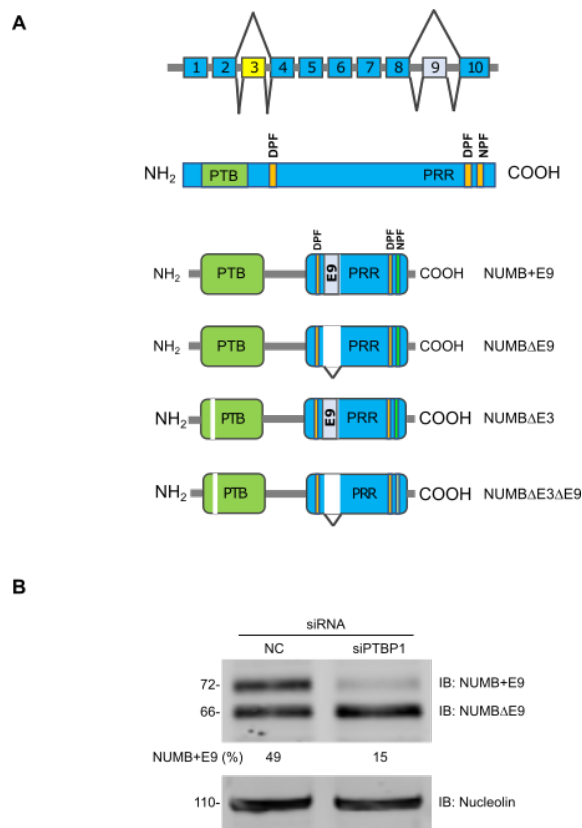 A
1 2 3 4 5 6 7 8 9 10
DPF DPF NPF
NH2 PTB PRR COOH
DPF DPF NPF
NH2 PTB E9 PRR COOH NUMB+E9
NH2 PTB PRR COOH NUMBΔE9
NH2 PTB E9 PRR COOH NUMBΔE3
NH2 PTB PRR COOH NUMBΔE3ΔE9
B
siRNA
NC siPTBP1
72- IB: NUMB+E9
66- IB: NUMBΔE9
NUMB+E9 (%) 49 15
110- IB: Nucleolin